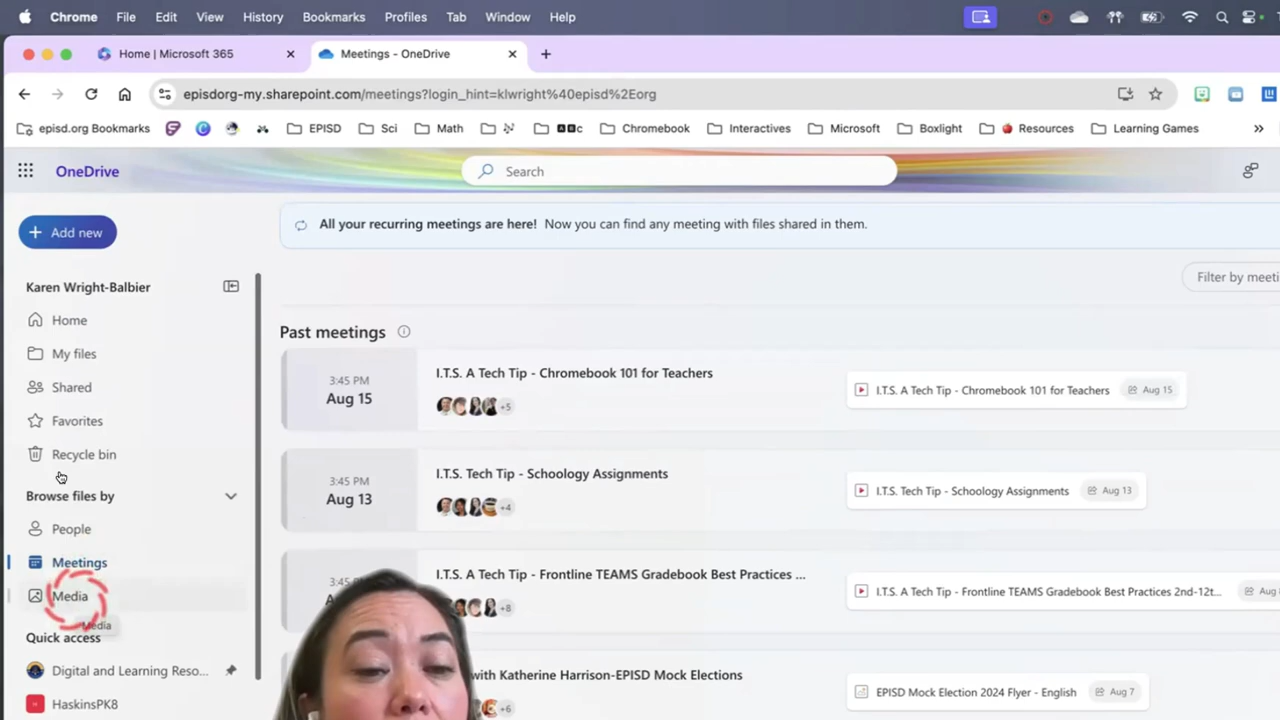 Chrome File Edit View History Bookmarks Profiles Tab Window Help
Home | Microsoft 365
Meetings - OneDrive
episdorg-my.sharepoint.com/meetings?login_hint=klwright%40episd%2Eorg
episd.org Bookmarks EPISD Sci Math Chromebook Interactives Microsoft Boxlight Resources Learning Games
OneDrive
Search
Add new
All your recurring meetings are here! Now you can find any meeting with files shared in them.
Karen Wright-Balbier
Home
My files
Shared
Favorites
Recycle bin
Browse files by
People
Meetings
Media
Media
Quick access
Digital and Learning Reso...
HaskinsPK8
Filter by meeti
Past meetings
3:45 PM
Aug 15
I.T.S. A Tech Tip - Chromebook 101 for Teachers
+5
I.T.S. A Tech Tip - Chromebook 101 for Teachers Aug 15
3:45 PM
Aug 13
I.T.S. Tech Tip - Schoology Assignments
+4
I.T.S. Tech Tip - Schoology Assignments Aug 13
3:45
I.T.S. A Tech Tip - Frontline TEAMS Gradebook Best Practices ...
+8
I.T.S. A Tech Tip - Frontline TEAMS Gradebook Best Practices 2nd-12t... Aug
with Katherine Harrison-EPISD Mock Elections
+6
EPISD Mock Election 2024 Flyer - English Aug 7